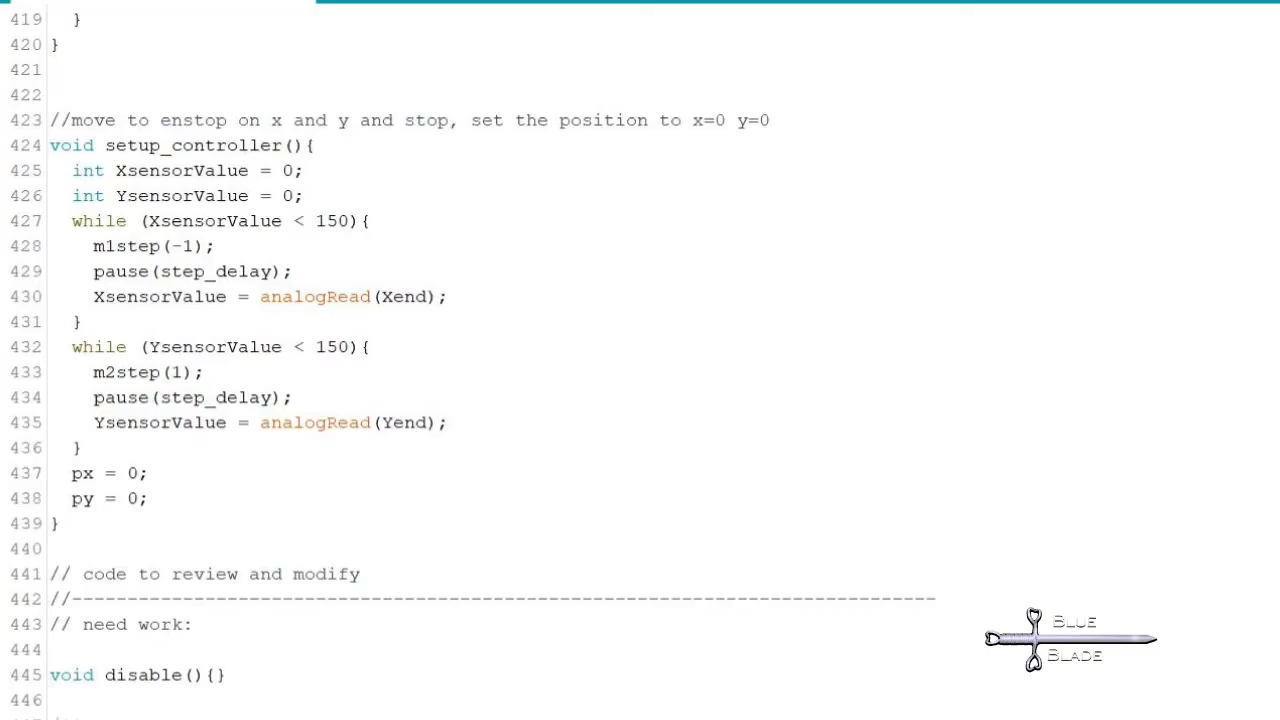 419   }
420 }
421
422
423 //move to enstop on x and y and stop, set the position to x=0 y=0
424 void setup_controller(){
425   int XsensorValue = 0;
426   int YsensorValue = 0;
427   while (XsensorValue < 150){
428     m1step(-1);
429     pause(step_delay);
430     XsensorValue = analogRead(Xend);
431   }
432   while (YsensorValue < 150){
433     m2step(1);
434     pause(step_delay);
435     YsensorValue = analogRead(Yend);
436   }
437   px = 0;
438   py = 0;
439 }
440
441 // code to review and modify
442 //------------------------------------------------------------------------------
443 // need work:
444
445 void disable(){}
446
BLUE
BLADE